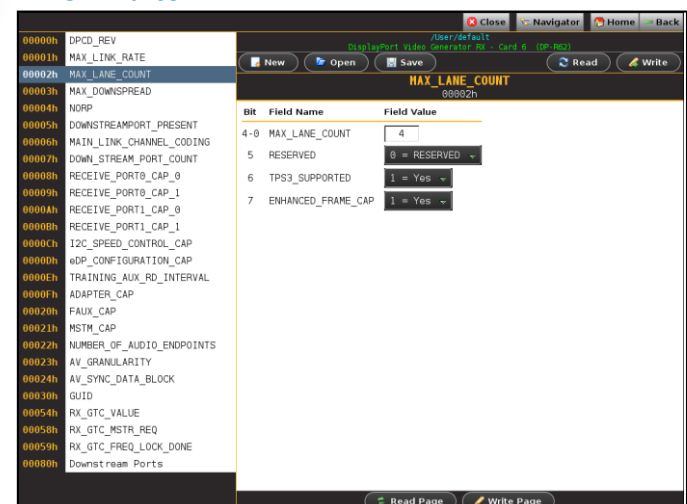 Close Navigator Home Back
/User/default
DisplayPort Video Generator RX - Card 6 (DP-R62)
New Open Save Read Write
MAX_LANE_COUNT
00002h
00000h DPCD_REV
00001h MAX_LINK_RATE
00002h MAX_LANE_COUNT
00003h MAX_DOWNSPREAD
00004h NORP
00005h DOWNSTREAMPORT_PRESENT
00006h MAIN_LINK_CHANNEL_CODING
00007h DOWN_STREAM_PORT_COUNT
00008h RECEIVE_PORT0_CAP_0
00009h RECEIVE_PORT0_CAP_1
0000Ah RECEIVE_PORT1_CAP_0
0000Bh RECEIVE_PORT1_CAP_1
0000Ch I2C_SPEED_CONTROL_CAP
0000Dh eDP_CONFIGURATION_CAP
0000Eh TRAINING_AUX_RD_INTERVAL
0000Fh ADAPTER_CAP
00020h FAUX_CAP
00021h MSTM_CAP
00022h NUMBER_OF_AUDIO_ENDPOINTS
00023h AV_GRANULARITY
00024h AV_SYNC_DATA_BLOCK
00030h GUID
00054h RX_GTC_VALUE
00058h RX_GTC_MSTR_REQ
00059h RX_GTC_FREQ_LOCK_DONE
00080h Downstream Ports
Bit Field Name Field Value
4-0 MAX_LANE_COUNT 4
5 RESERVED 0 = RESERVED
6 TPS3_SUPPORTED 1 = Yes
7 ENHANCED_FRAME_CAP 1 = Yes
Read Page Write Page